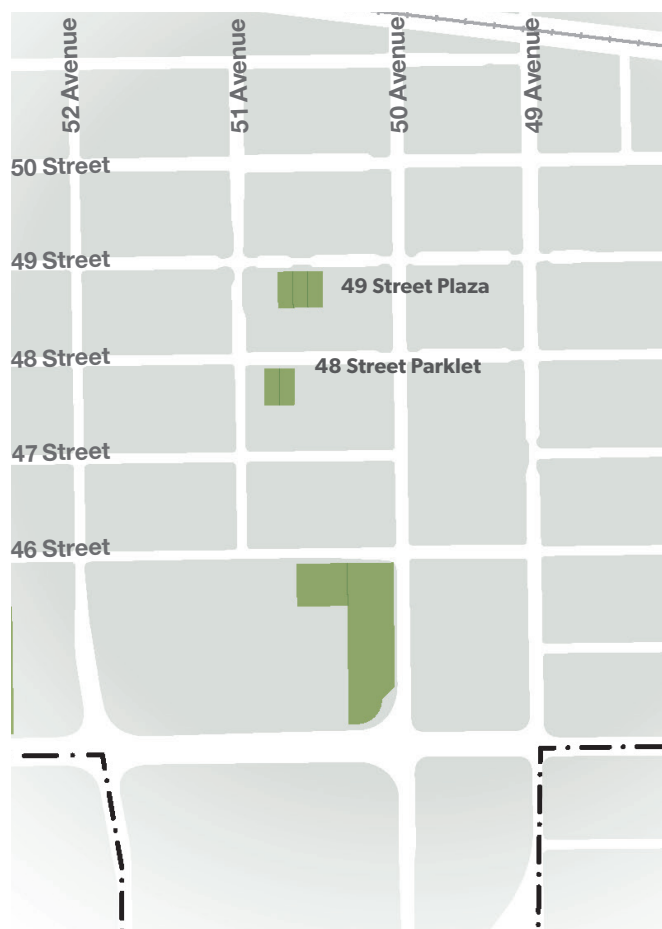 52 Avenue
51 Avenue
50 Avenue
49 Avenue
50 Street
49 Street
49 Street Plaza
48 Street
48 Street Parklet
47 Street
46 Street